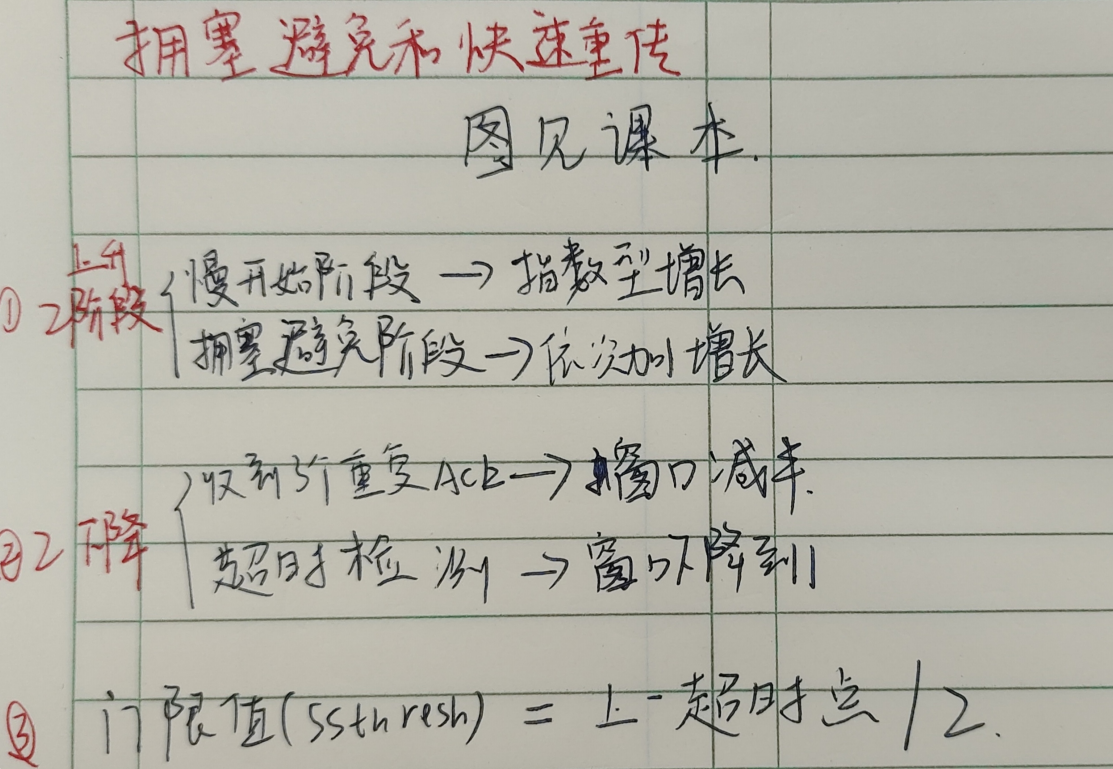 拥塞避免和快速重传
图见课本.
① 2上升阶段 { 慢开始阶段 → 指数型增长
拥塞避免阶段 → 依次加1增长
② 2下降 { 收到3个重复ACK → 窗口减半.
超时检测 → 窗口下降到1
③ 门限值(ssthresh) = 上一超时点/2.